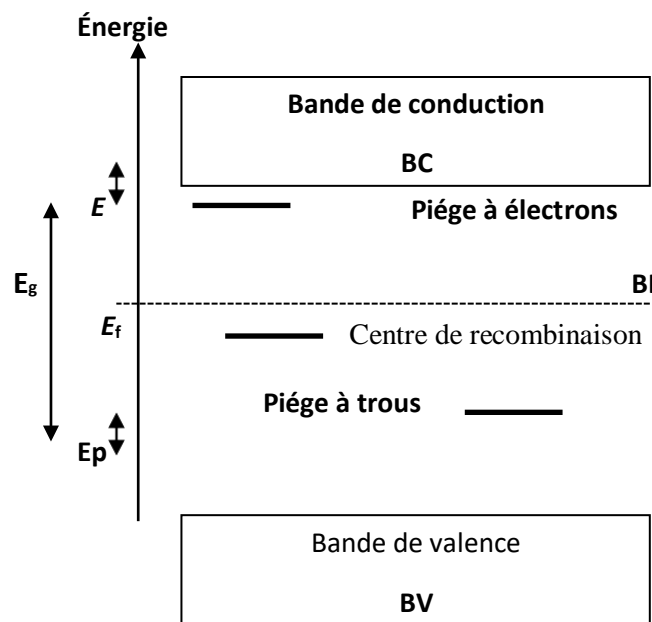 Énergie
Bande de conduction
BC
E
Piége à électrons
Eg
Ef
Centre de recombinaison
Piége à trous
Ep
Bande de valence
BV